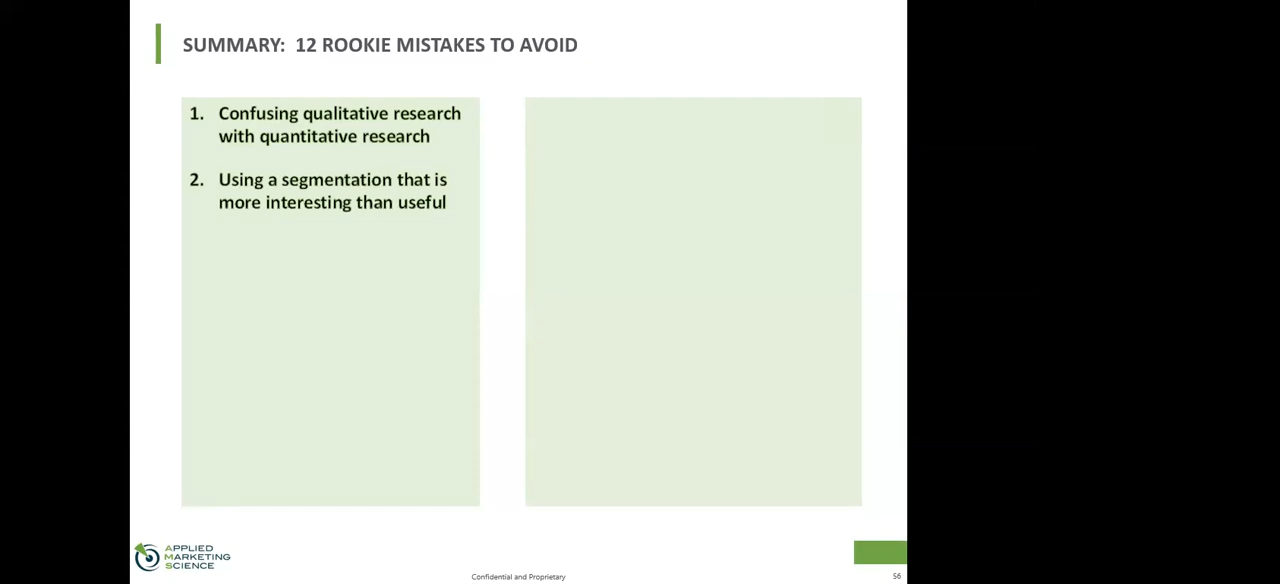 SUMMARY: 12 ROOKIE MISTAKES TO AVOID
1. Confusing qualitative research
with quantitative research
2. Using a segmentation that is
more interesting than useful
APPLIED
MARKETING
SCIENCE
Confidential and Proprietary
56